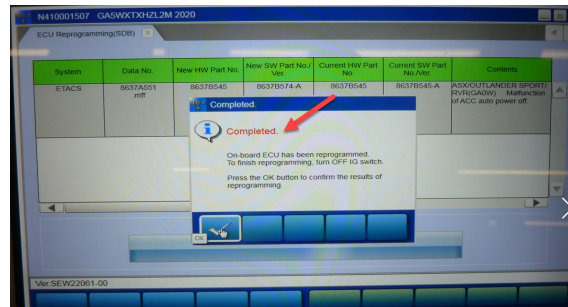 N410001507 GA5WXTXHZL2M 2020
ECU Reprogramming(SDB)
System Data No. New HW Part No. New SW Part No./ Ver. Current HW Part No. Current SW Part No./Ver. Contents
ETACS 8637A551 mff 8637B545 8637B574-A 8637B545 8637B545-A ASX/OUTLANDER SPORT/ RVR(GA0W) Malfunction of ACC auto power off.
Completed.
Completed.
On-board ECU has been reprogrammed.
To finish reprogramming, turn OFF IG switch.
Press the OK button to confirm the results of
reprogramming.
OK
Ver.SEW22061-00